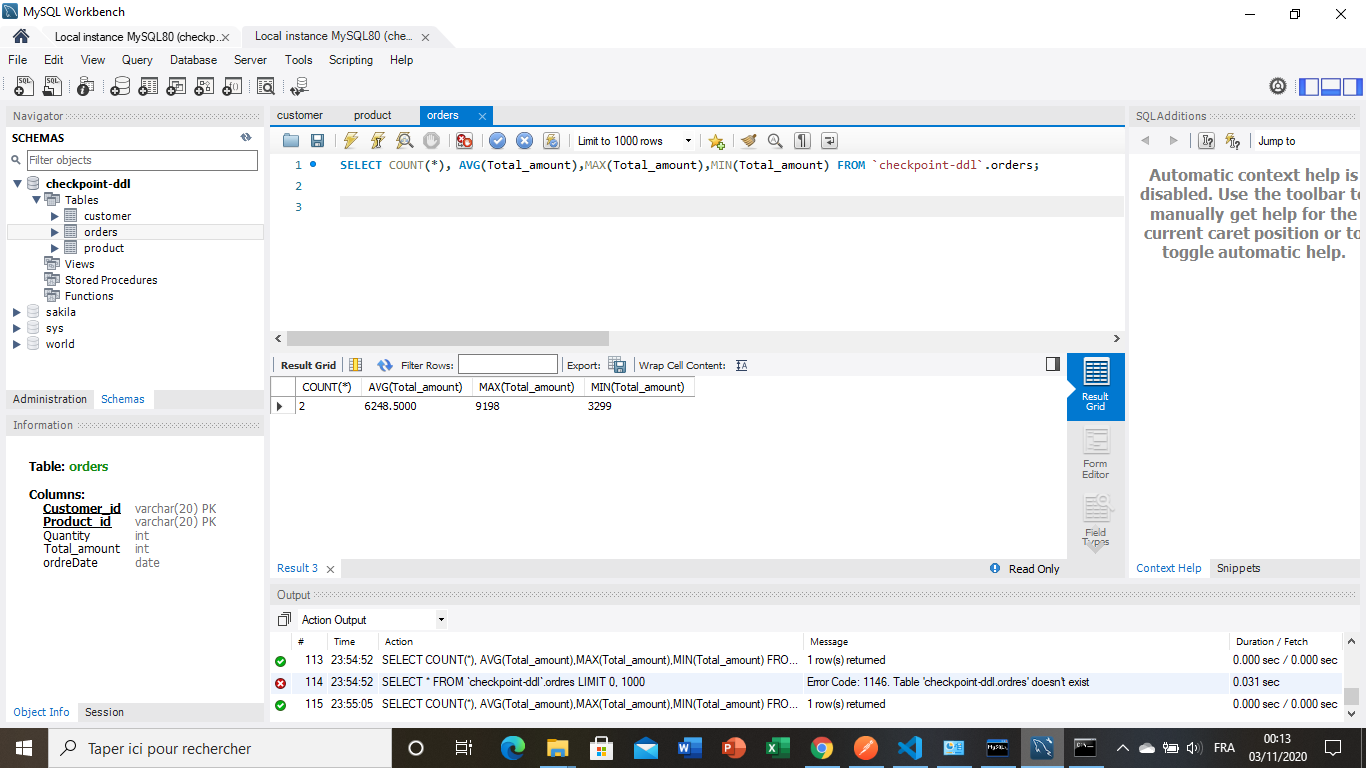 MySQL Workbench
Local instance MySQL80 (checkp...
Local instance MySQL80 (che...
File Edit View Query Database Server Tools Scripting Help
Navigator
SCHEMAS
Filter objects
checkpoint-ddl
Tables
customer
orders
product
Views
Stored Procedures
Functions
sakila
sys
world
Administration Schemas
Information
Table: orders
Columns:
Customer_id varchar(20) PK
Product_id varchar(20) PK
Quantity int
Total_amount int
ordreDate date
Object Info Session
customer product orders
Limit to 1000 rows
1 SELECT COUNT(*), AVG(Total_amount),MAX(Total_amount),MIN(Total_amount) FROM `checkpoint-ddl`.orders;
2
3
Result Grid Filter Rows: Export: Wrap Cell Content:
COUNT(*) AVG(Total_amount) MAX(Total_amount) MIN(Total_amount)
2 6248.5000 9198 3299
Result Grid
Form Editor
Field Types
Result 3
Read Only
SQLAdditions
Jump to
Automatic context help is
disabled. Use the toolbar to
manually get help for the
current caret position or to
toggle automatic help.
Context Help Snippets
Output
Action Output
# Time Action Message Duration / Fetch
113 23:54:52 SELECT COUNT(*), AVG(Total_amount),MAX(Total_amount),MIN(Total_amount) FRO... 1 row(s) returned 0.000 sec / 0.000 sec
114 23:54:52 SELECT * FROM `checkpoint-ddl`.ordres LIMIT 0, 1000 Error Code: 1146. Table 'checkpoint-ddl.ordres' doesn't exist 0.031 sec
115 23:55:05 SELECT COUNT(*), AVG(Total_amount),MAX(Total_amount),MIN(Total_amount) FRO... 1 row(s) returned 0.000 sec / 0.000 sec
Taper ici pour rechercher
FRA
00:13
03/11/2020